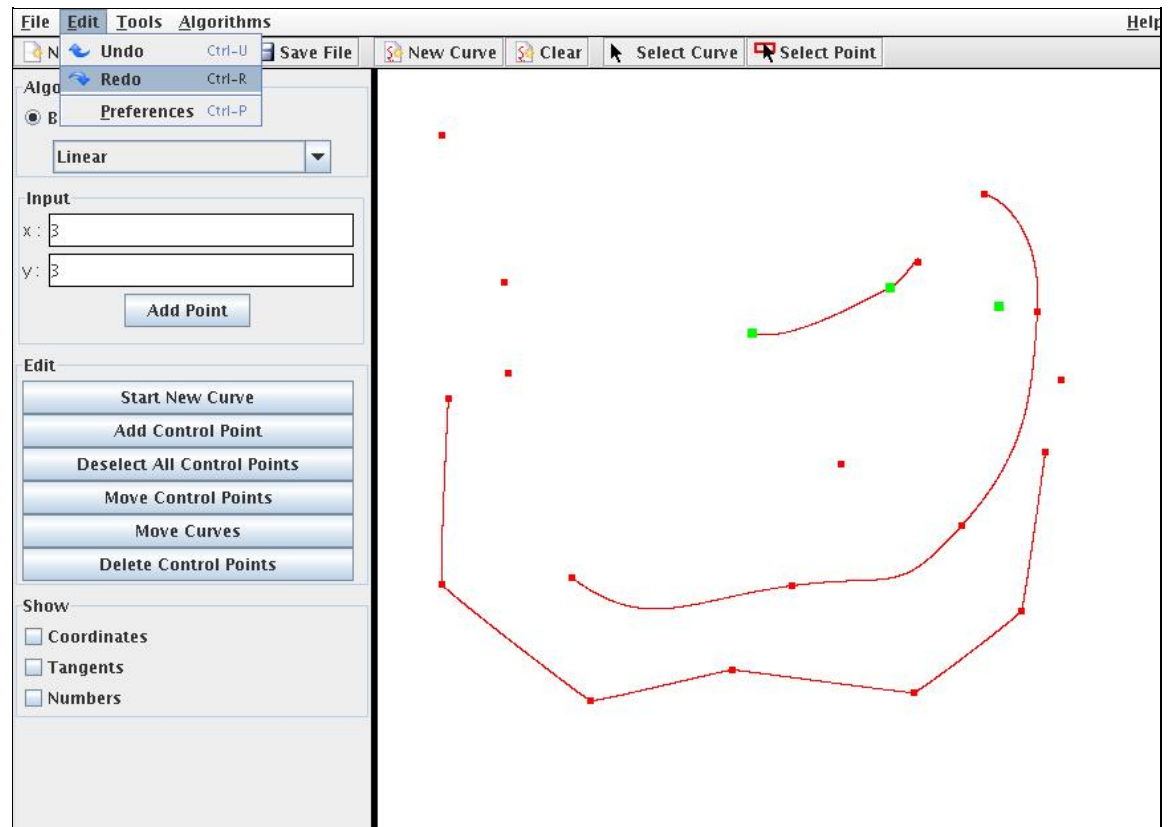 File Edit Tools Algorithms Help
N Save File New Curve Clear Select Curve Select Point
Undo Ctrl-U
Redo Ctrl-R
Preferences Ctrl-P
Algo
B
Linear
Input
x: 3
y: 3
Add Point
Edit
Start New Curve
Add Control Point
Deselect All Control Points
Move Control Points
Move Curves
Delete Control Points
Show
Coordinates
Tangents
Numbers